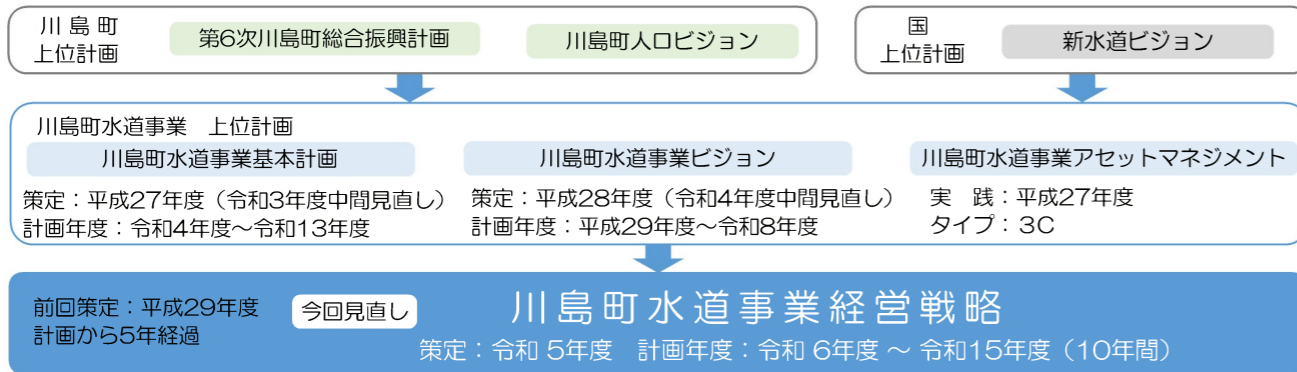 川島町
上位計画
第6次川島町総合振興計画
川島町人口ビジョン
国
上位計画
新水道ビジョン
川島町水道事業 上位計画
川島町水道事業基本計画
策定：平成27年度（令和3年度中間見直し）
計画年度：令和4年度～令和13年度
川島町水道事業ビジョン
策定：平成28年度（令和4年度中間見直し）
計画年度：平成29年度～令和8年度
川島町水道事業アセットマネジメント
実　践：平成27年度
タイプ：3C
前回策定：平成29年度
計画から5年経過
今回見直し
川島町水道事業経営戦略
策定：令和 5年度　計画年度：令和 6年度 ～ 令和15年度（10年間）